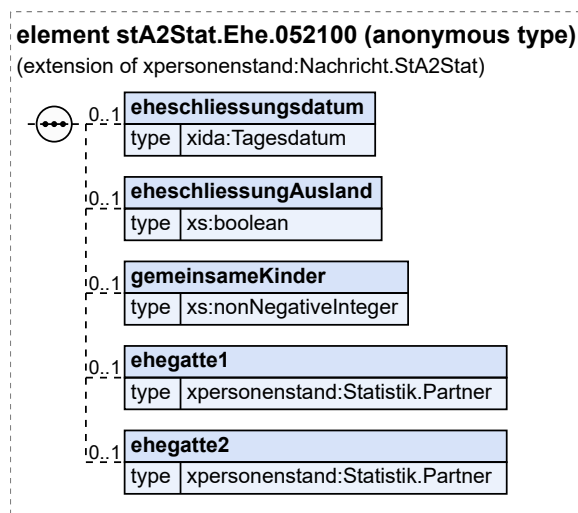 element stA2Stat.Ehe.052100 (anonymous type)
(extension of xpersonenstand:Nachricht.StA2Stat)
0..1 eheschliessungsdatum
type xida:Tagesdatum
0..1 eheschliessungAusland
type xs:boolean
0..1 gemeinsameKinder
type xs:nonNegativeInteger
0..1 ehegatte1
type xpersonenstand:Statistik.Partner
0..1 ehegatte2
type xpersonenstand:Statistik.Partner